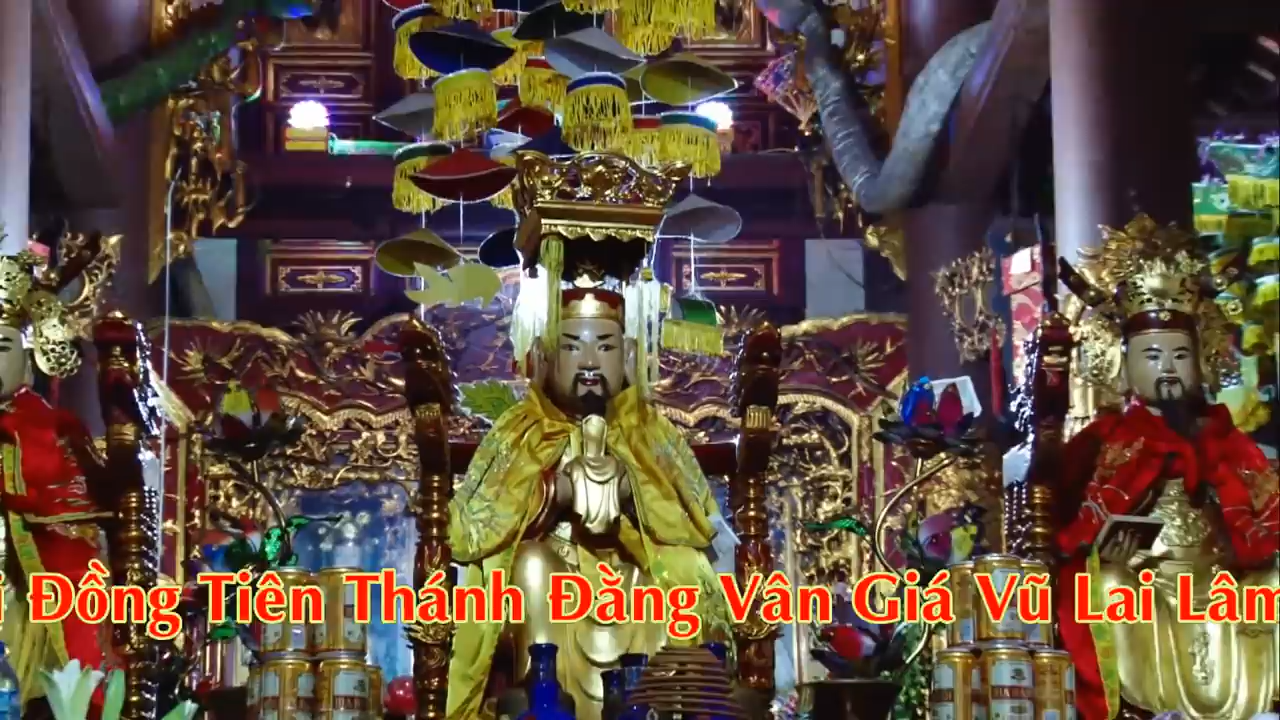 i Đồng Tiên Thánh Đằng Vân Giá Vũ Lai Lâm